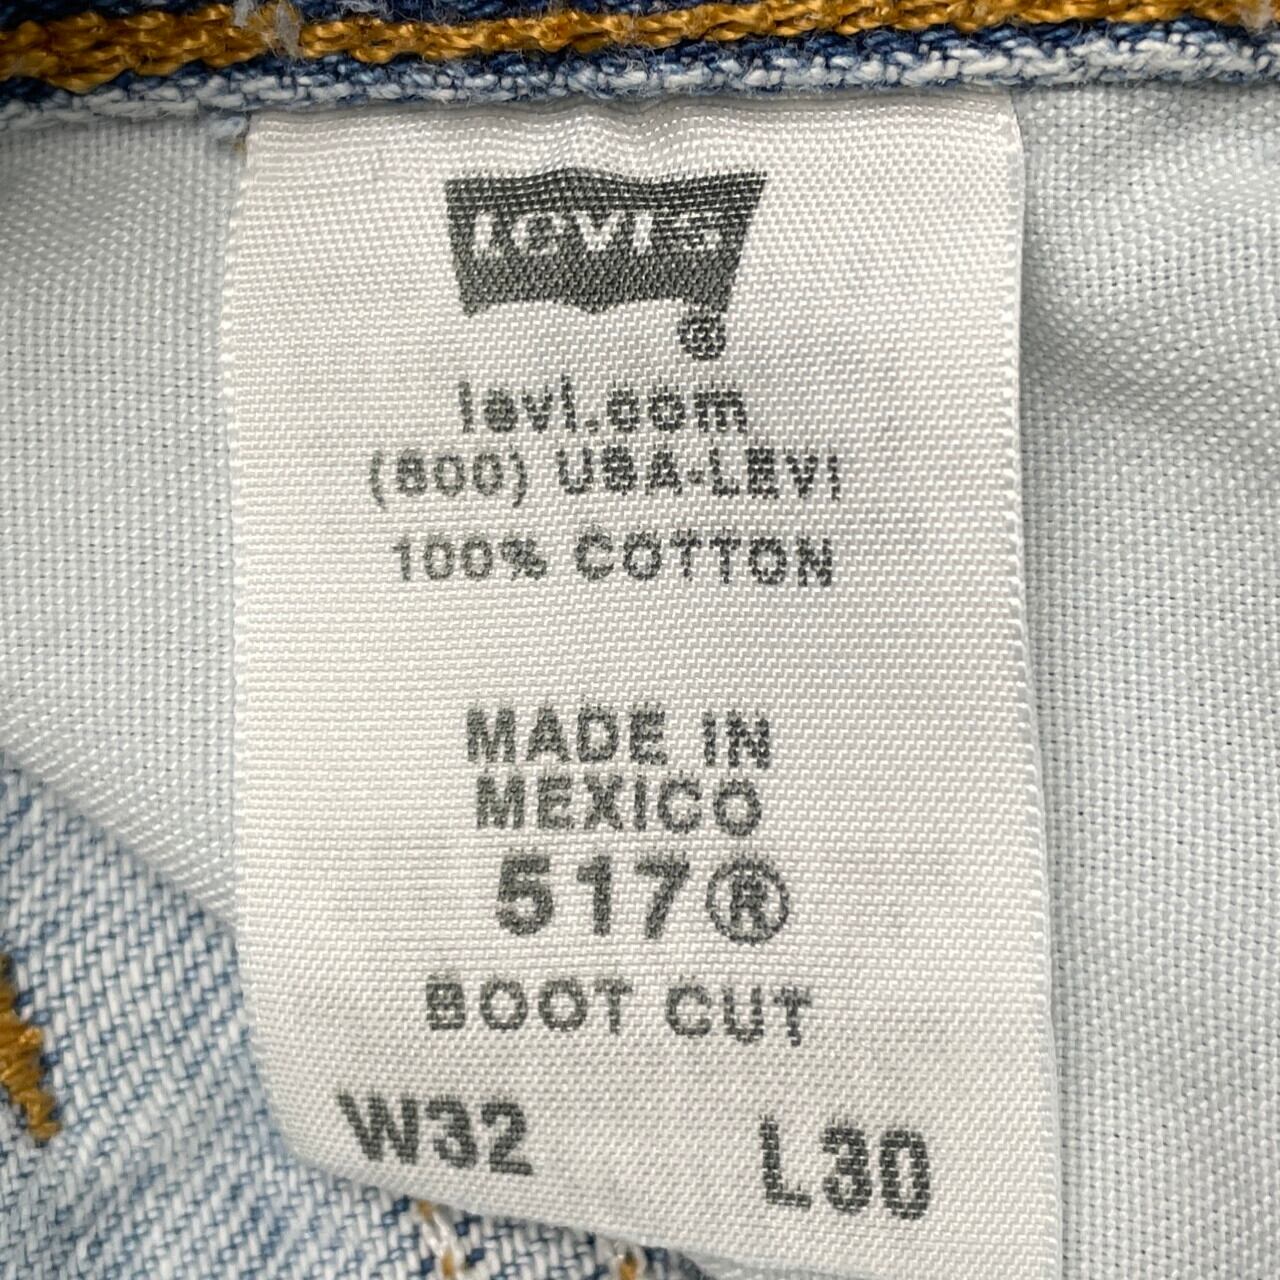 Levi's
®
levi.com
(800) USA-LEVI
100% COTTON
MADE IN
MEXICO
517®
BOOT CUT
W32 L30